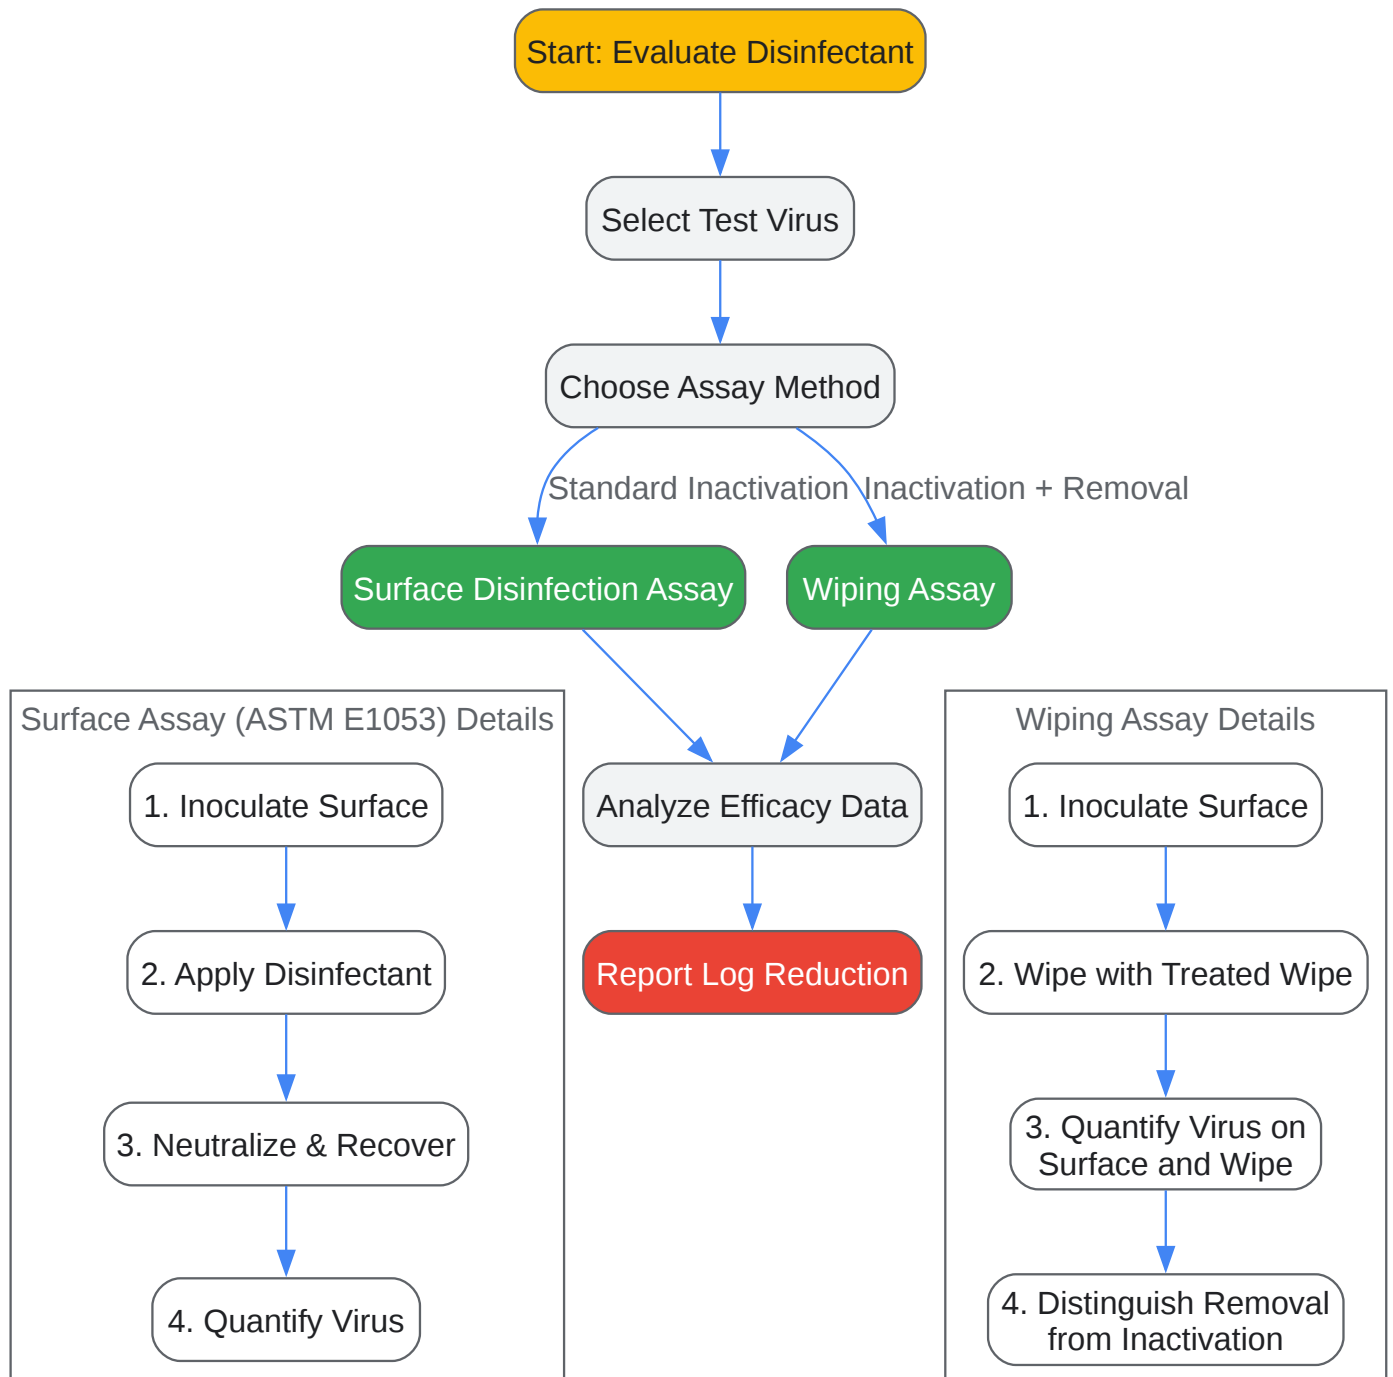 Start: Evaluate Disinfectant
Select Test Virus
Choose Assay Method
Standard Inactivation
Inactivation + Removal
Surface Disinfection Assay
Wiping Assay
Surface Assay (ASTM E1053) Details
1. Inoculate Surface
2. Apply Disinfectant
3. Neutralize & Recover
4. Quantify Virus
Analyze Efficacy Data
Report Log Reduction
Wiping Assay Details
1. Inoculate Surface
2. Wipe with Treated Wipe
3. Quantify Virus on
Surface and Wipe
4. Distinguish Removal
from Inactivation